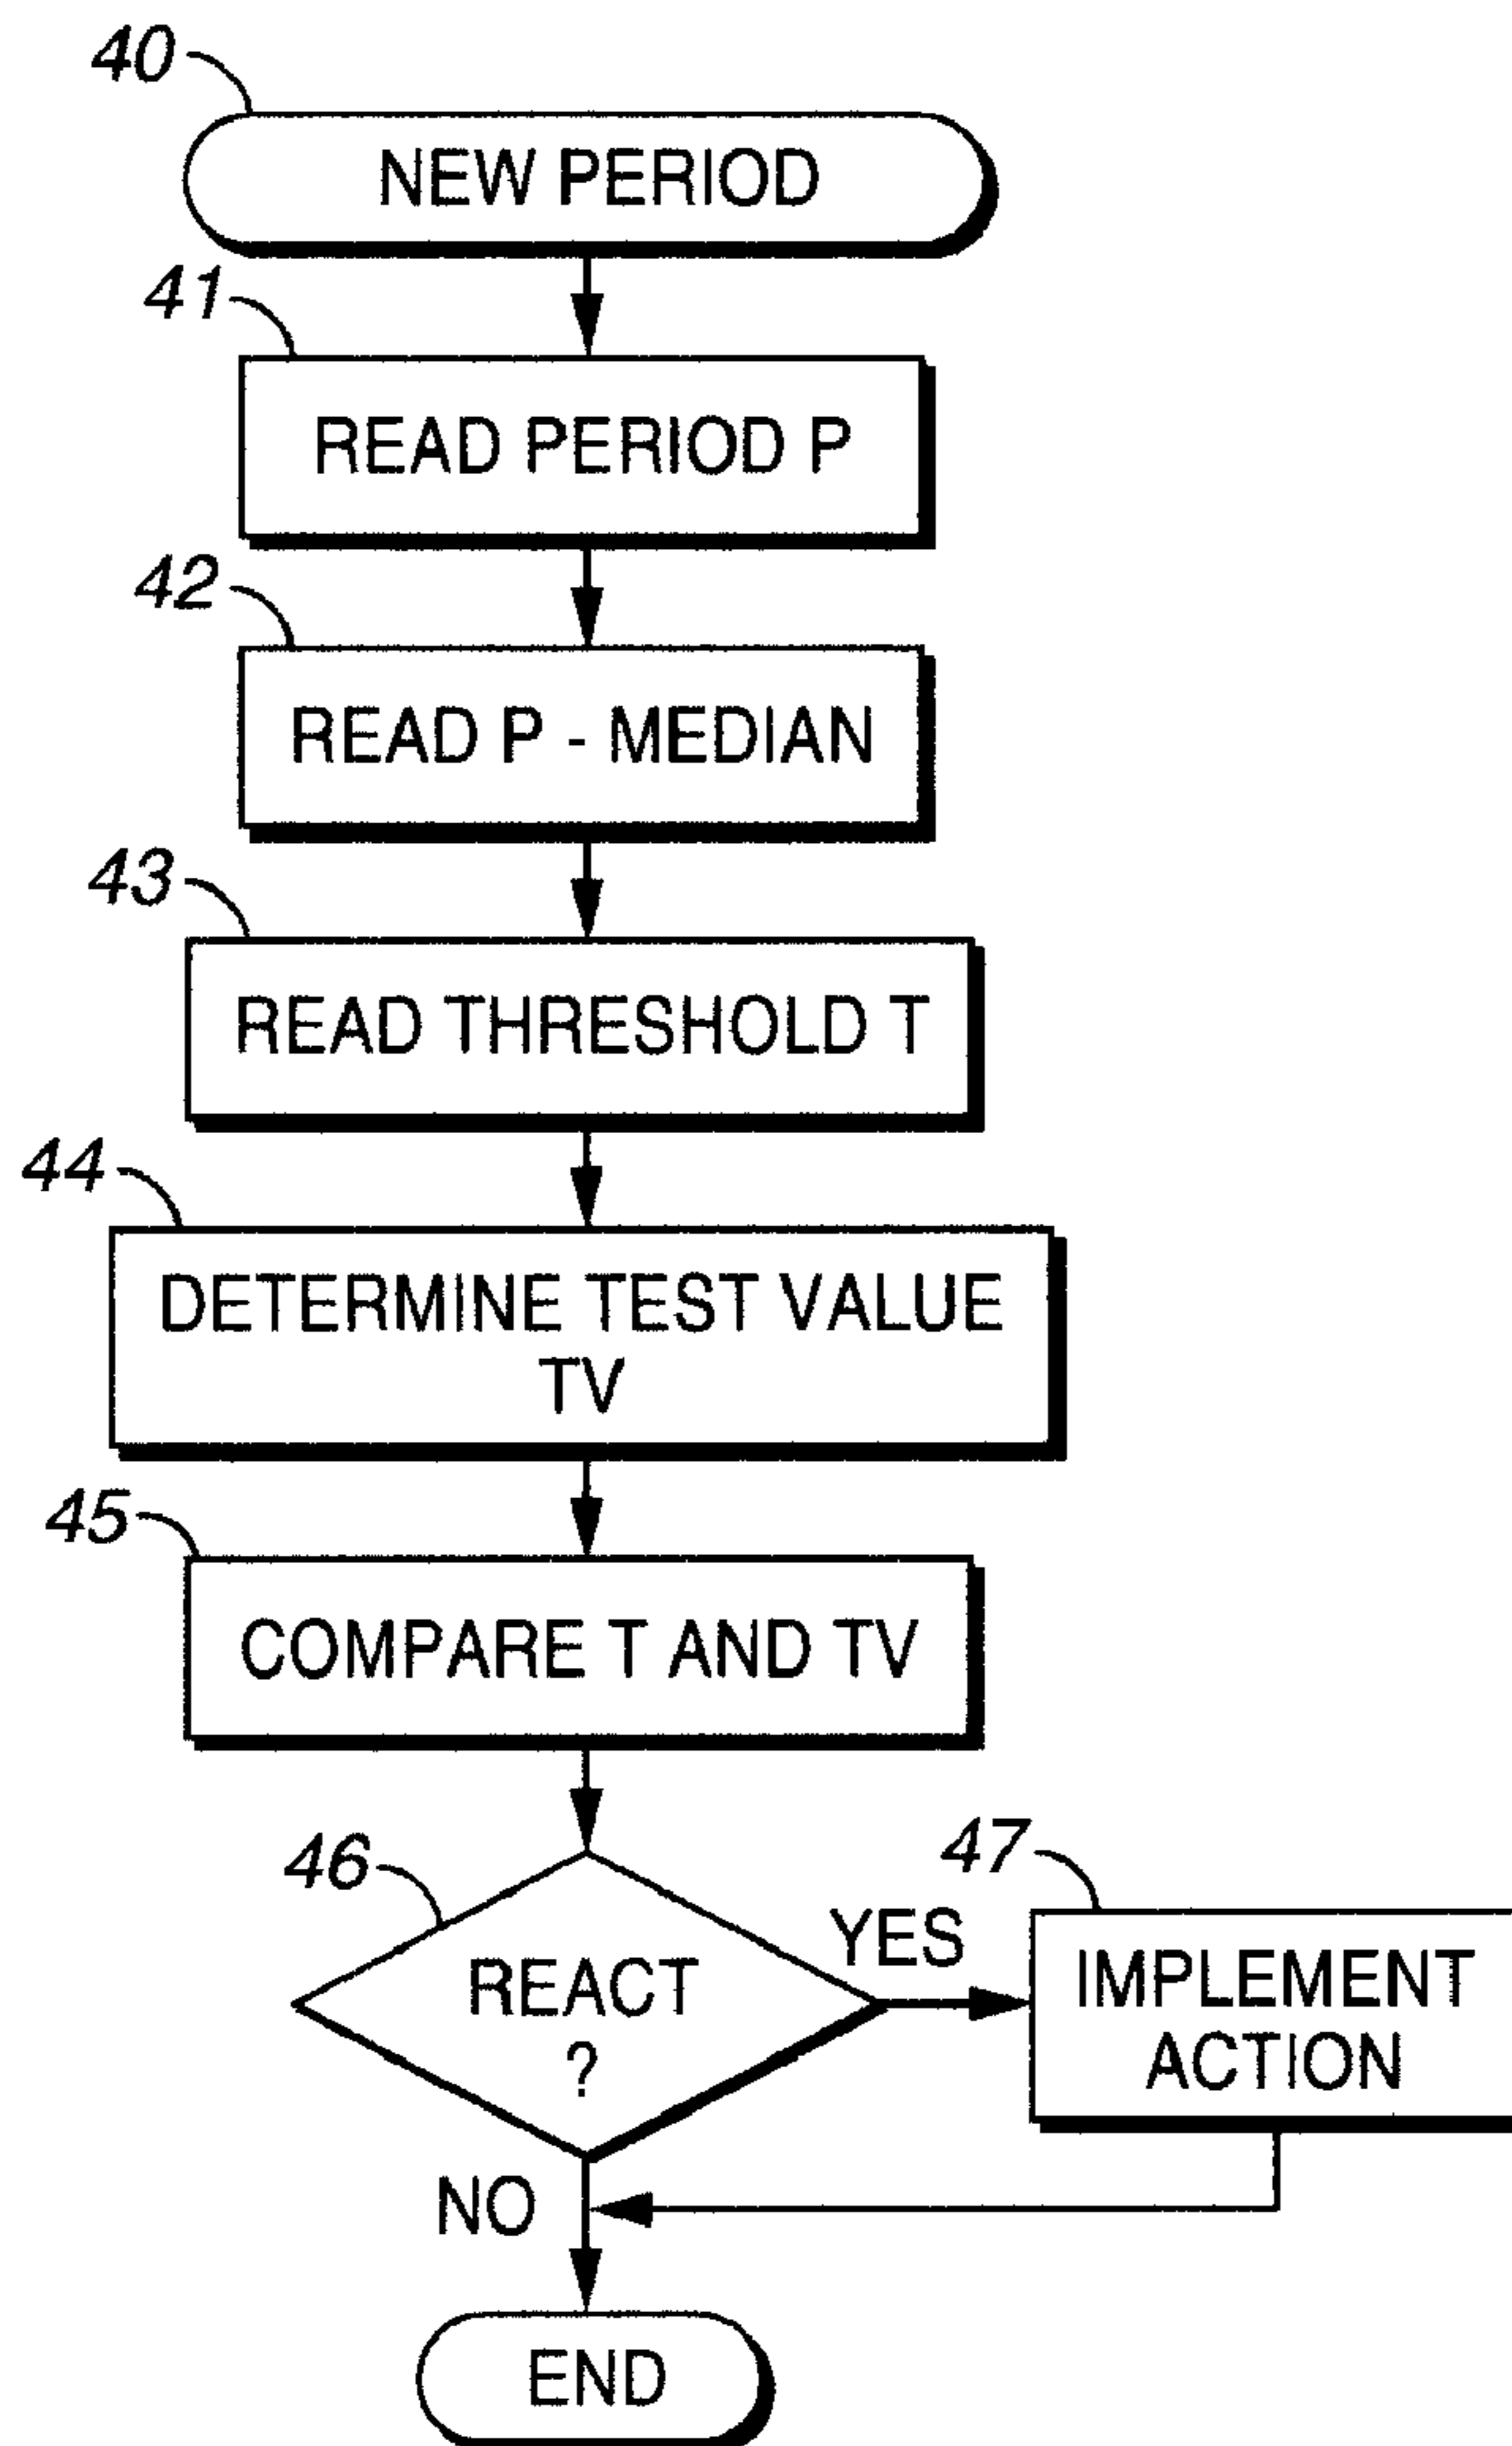 40
NEW PERIOD
41
READ PERIOD P
42
READ P - MEDIAN
43
READ THRESHOLD T
44
DETERMINE TEST VALUE
TV
45
COMPARE T AND TV
46
REACT
?
YES
47
IMPLEMENT
ACTION
NO
END